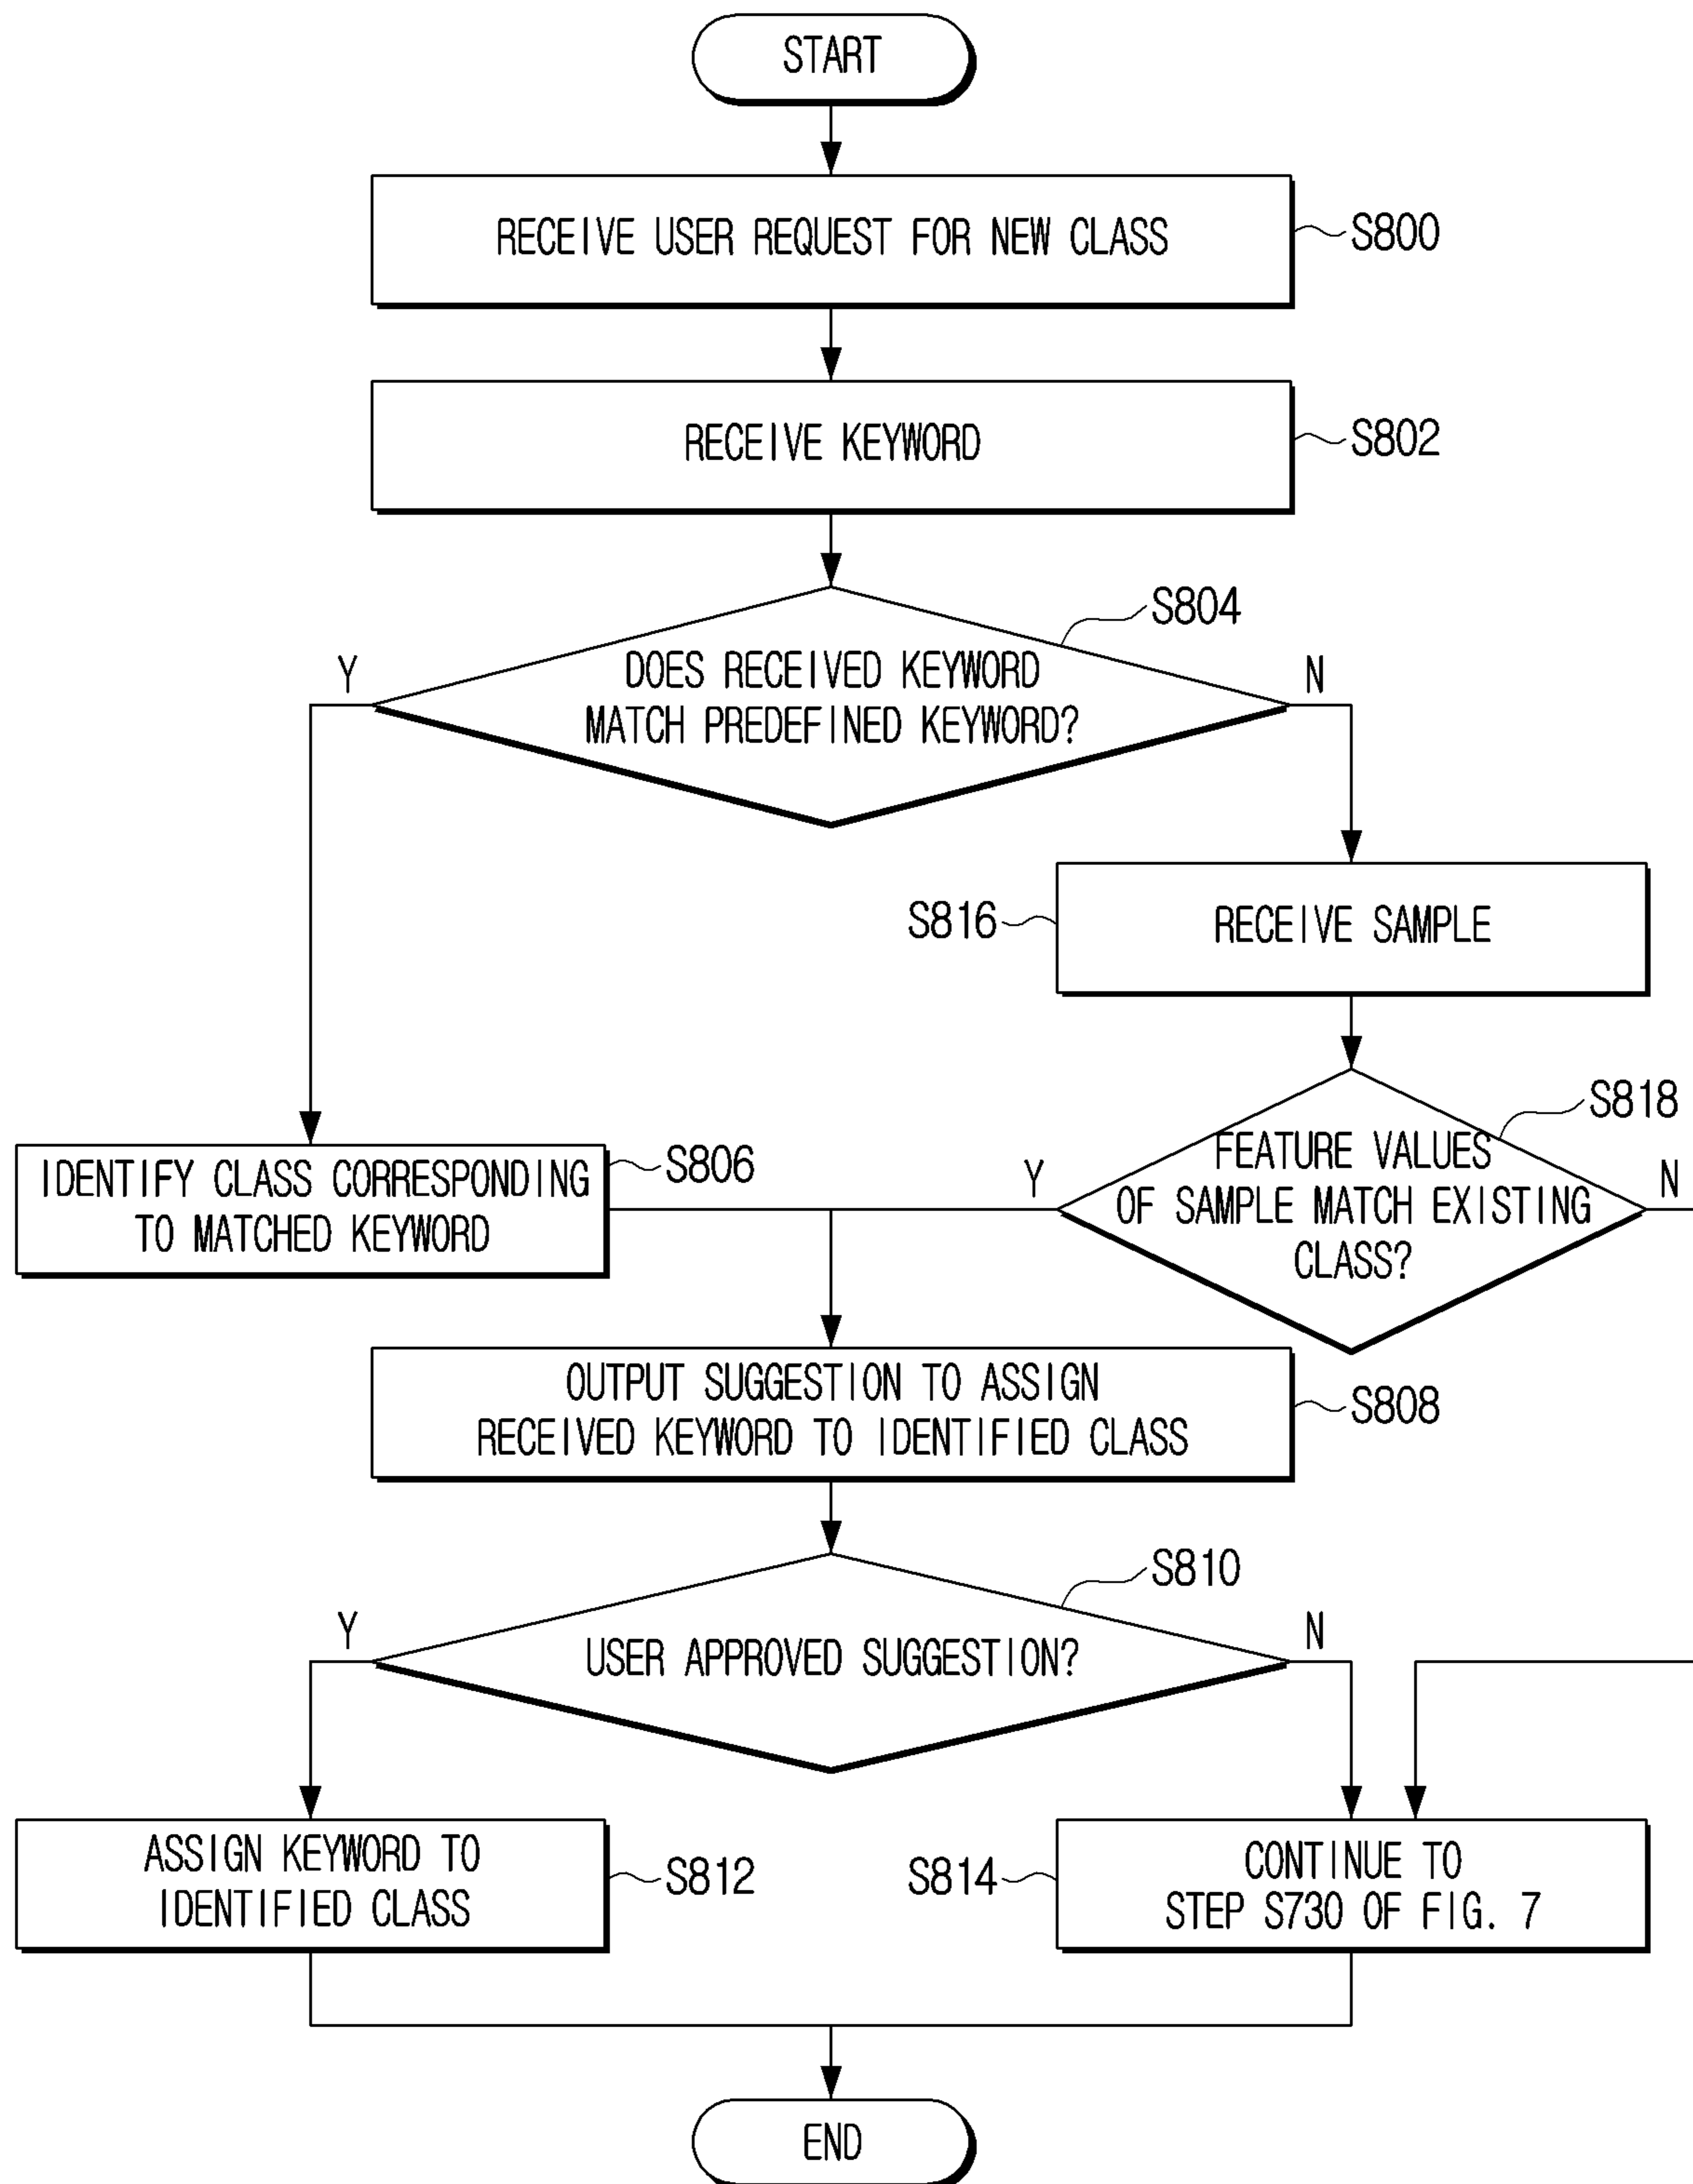 START
RECEIVE USER REQUEST FOR NEW CLASS
S800
RECEIVE KEYWORD
S802
S804
DOES RECEIVED KEYWORD
MATCH PREDEFINED KEYWORD?
Y
N
S816
RECEIVE SAMPLE
S818
FEATURE VALUES
OF SAMPLE MATCH EXISTING
CLASS?
Y
N
IDENTIFY CLASS CORRESPONDING
TO MATCHED KEYWORD
S806
OUTPUT SUGGESTION TO ASSIGN
RECEIVED KEYWORD TO IDENTIFIED CLASS
S808
S810
USER APPROVED SUGGESTION?
Y
N
ASSIGN KEYWORD TO
IDENTIFIED CLASS
S812
S814
CONTINUE TO
STEP S730 OF FIG. 7
END